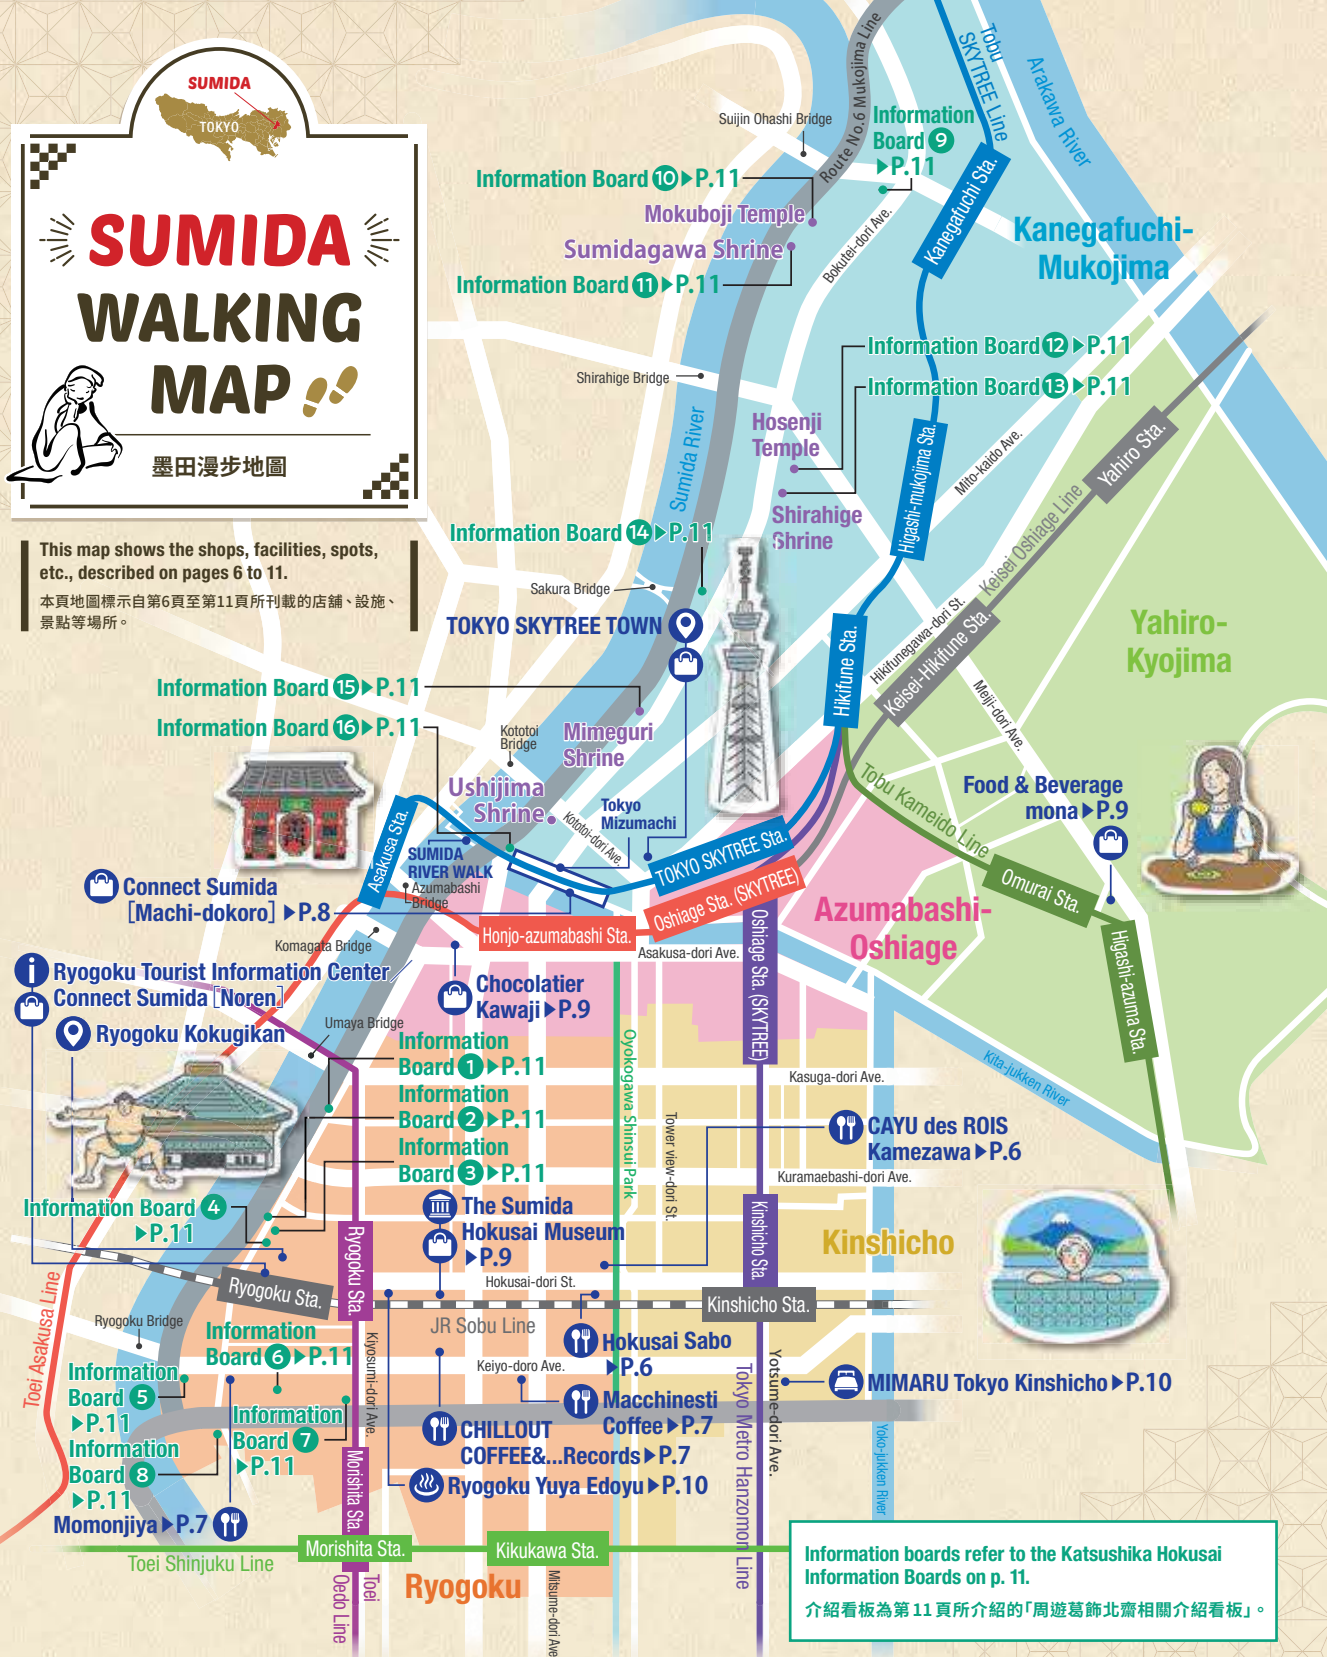 SUMIDA
TOKYO
SUMIDA
WALKING
MAP
墨田漫步地圖
This map shows the shops, facilities, spots,
etc., described on pages 6 to 11.
本頁地圖標示自第6頁至第11頁所刊載的店舖、設施、
景點等場所。
Tobu
SKYTREE Line
Arakawa River
Route No.6 Mukojima Line
Suijin Ohashi Bridge
Information
Board 9
▶P.11
Information Board 10▶P.11
Mokuboji Temple
Sumidagawa Shrine
Information Board 11▶P.11
Bokutei-dori Ave.
Kanegafuchi Sta.
Kanegafuchi-
Mukojima
Information Board 12▶P.11
Information Board 13▶P.11
Shirahige Bridge
Sumida River
Hosenji
Temple
Shirahige
Shrine
Higashi-mukojima Sta.
Mito-kaido Ave.
Yahiro Sta.
Keisei Oshiage Line
Information Board 14▶P.11
Sakura Bridge
TOKYO SKYTREE TOWN
Hikifune Sta.
Hikifunegawa-dori St.
Keisei-Hikifune Sta.
Meiji-dori Ave.
Yahiro-
Kyojima
Information Board 15▶P.11
Information Board 16▶P.11
Kototoi
Bridge
Mimeguri
Shrine
Ushijima
Shrine
Kototoi-dori Ave.
Tokyo
Mizumachi
Tobu Kameido Line
Food & Beverage
mona▶P.9
Asakusa Sta.
SUMIDA
RIVER WALK
Azumabashi
Bridge
TOKYO SKYTREE Sta.
Oshiage Sta. (SKYTREE)
Omurai Sta.
Connect Sumida
[Machi-dokoro] ▶P.8
Honjo-azumabashi Sta.
Azumabashi-
Oshiage
Komagata Bridge
Asakusa-dori Ave.
Oshiage Sta. (SKYTREE)
Higashi-azuma Sta.
i
Ryogoku Tourist Information Center
Connect Sumida [Noren]
Chocolatier
Kawaji▶P.9
Ryogoku Kokugikan
Umaya Bridge
Information
Board 1▶P.11
Information
Board 2▶P.11
Information
Board 3▶P.11
Oyokogawa Shinsui Park
Tower view-dori St.
Kita-jukken River
Kasuga-dori Ave.
CAYU des ROIS
Kamezawa▶P.6
Kuramaebashi-dori Ave.
Information Board 4
▶P.11
The Sumida
Hokusai Museum
▶P.9
Kinshicho Sta.
Kinshicho
Toei Asakusa Line
Ryogoku Sta.
Ryogoku Sta.
Hokusai-dori St.
Kinshicho Sta.
JR Sobu Line
Ryogoku Bridge
Information
Board 6▶P.11
Kiyosumi-dori Ave.
Keiyo-doro Ave.
Hokusai Sabo
▶P.6
Information
Board 5
▶P.11
Macchinesti
Coffee▶P.7
MIMARU Tokyo Kinshicho▶P.10
Information
Board 7
▶P.11
CHILLOUT
COFFEE&...Records▶P.7
Tokyo Metro Hanzomon Line
Yotsume-dori Ave.
Yoko-jukken River
Information
Board 8
▶P.11
Ryogoku Yuya Edoyu▶P.10
Momonjiya▶P.7
Morishita Sta.
Morishita Sta.
Kikukawa Sta.
Toei Shinjuku Line
Toei
Oedo Line
Ryogoku
Mitsume-dori Ave
Information boards refer to the Katsushika Hokusai
Information Boards on p. 11.
介紹看板為第11頁所介紹的「周遊葛飾北齋相關介紹看板」。